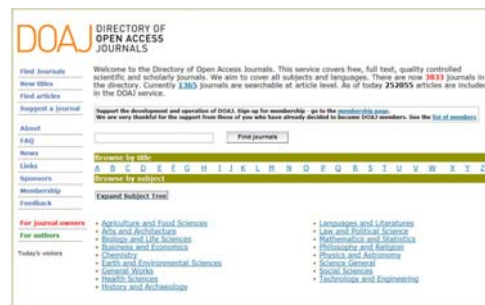 DOAJ DIRECTORY OF
OPEN ACCESS
JOURNALS
Find Journals
New titles
Find articles
Suggest a journal
About
FAQ
News
Links
Sponsors
Membership
Feedback
For journal owners
For authors
Today's visitors
Welcome to the Directory of Open Access Journals. This service covers free, full text, quality controlled
scientific and scholarly journals. We aim to cover all subjects and languages. There are now 3833 journals in
the directory. Currently 1365 journals are searchable at article level. As of today 252055 articles are included
in the DOAJ service.
Support the development and operation of DOAJ. Sign up for membership - go to the membership page.
We are very thankful for the support from those of you who have already decided to become DOAJ members. See the list of members
Find journals
Browse by title
A B C D E F G H I J K L M N O P Q R S T U V W X Y Z
Browse by subject
Expand Subject Tree
• Agriculture and Food Sciences
• Arts and Architecture
• Biology and Life Sciences
• Business and Economics
• Chemistry
• Earth and Environmental Sciences
• General Works
• Health Sciences
• History and Archaeology
• Languages and Literatures
• Law and Political Science
• Mathematics and Statistics
• Philosophy and Religion
• Physics and Astronomy
• Science General
• Social Sciences
• Technology and Engineering